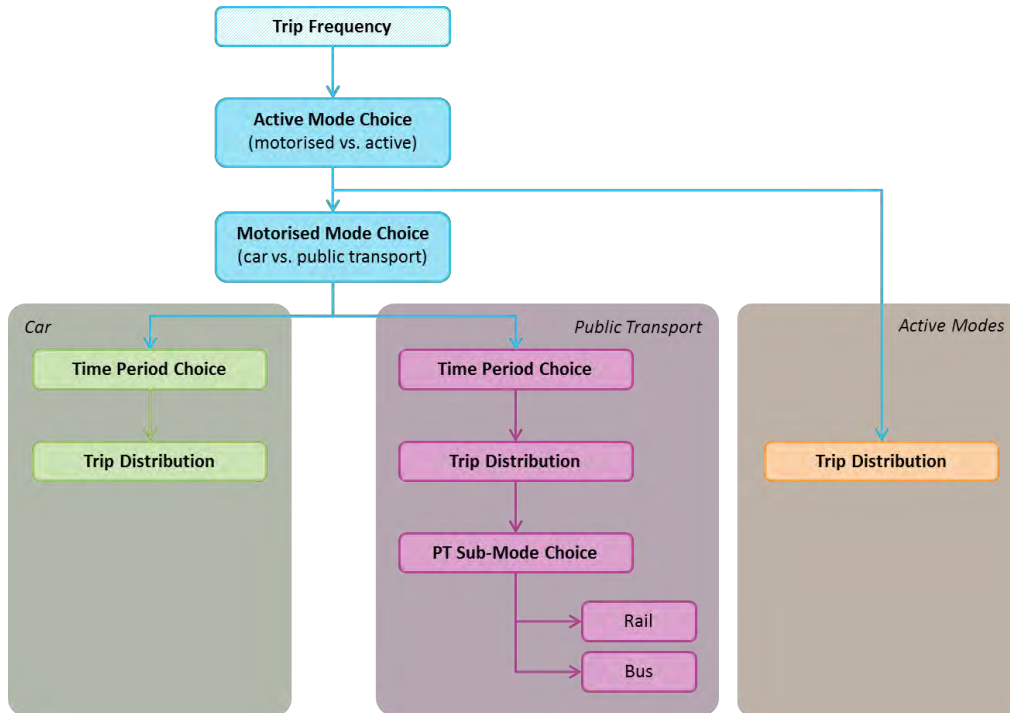 Trip Frequency
Active Mode Choice
(motorised vs. active)
Motorised Mode Choice
(car vs. public transport)
Car
Time Period Choice
Trip Distribution
Public Transport
Time Period Choice
Trip Distribution
PT Sub-Mode Choice
Rail
Bus
Active Modes
Trip Distribution